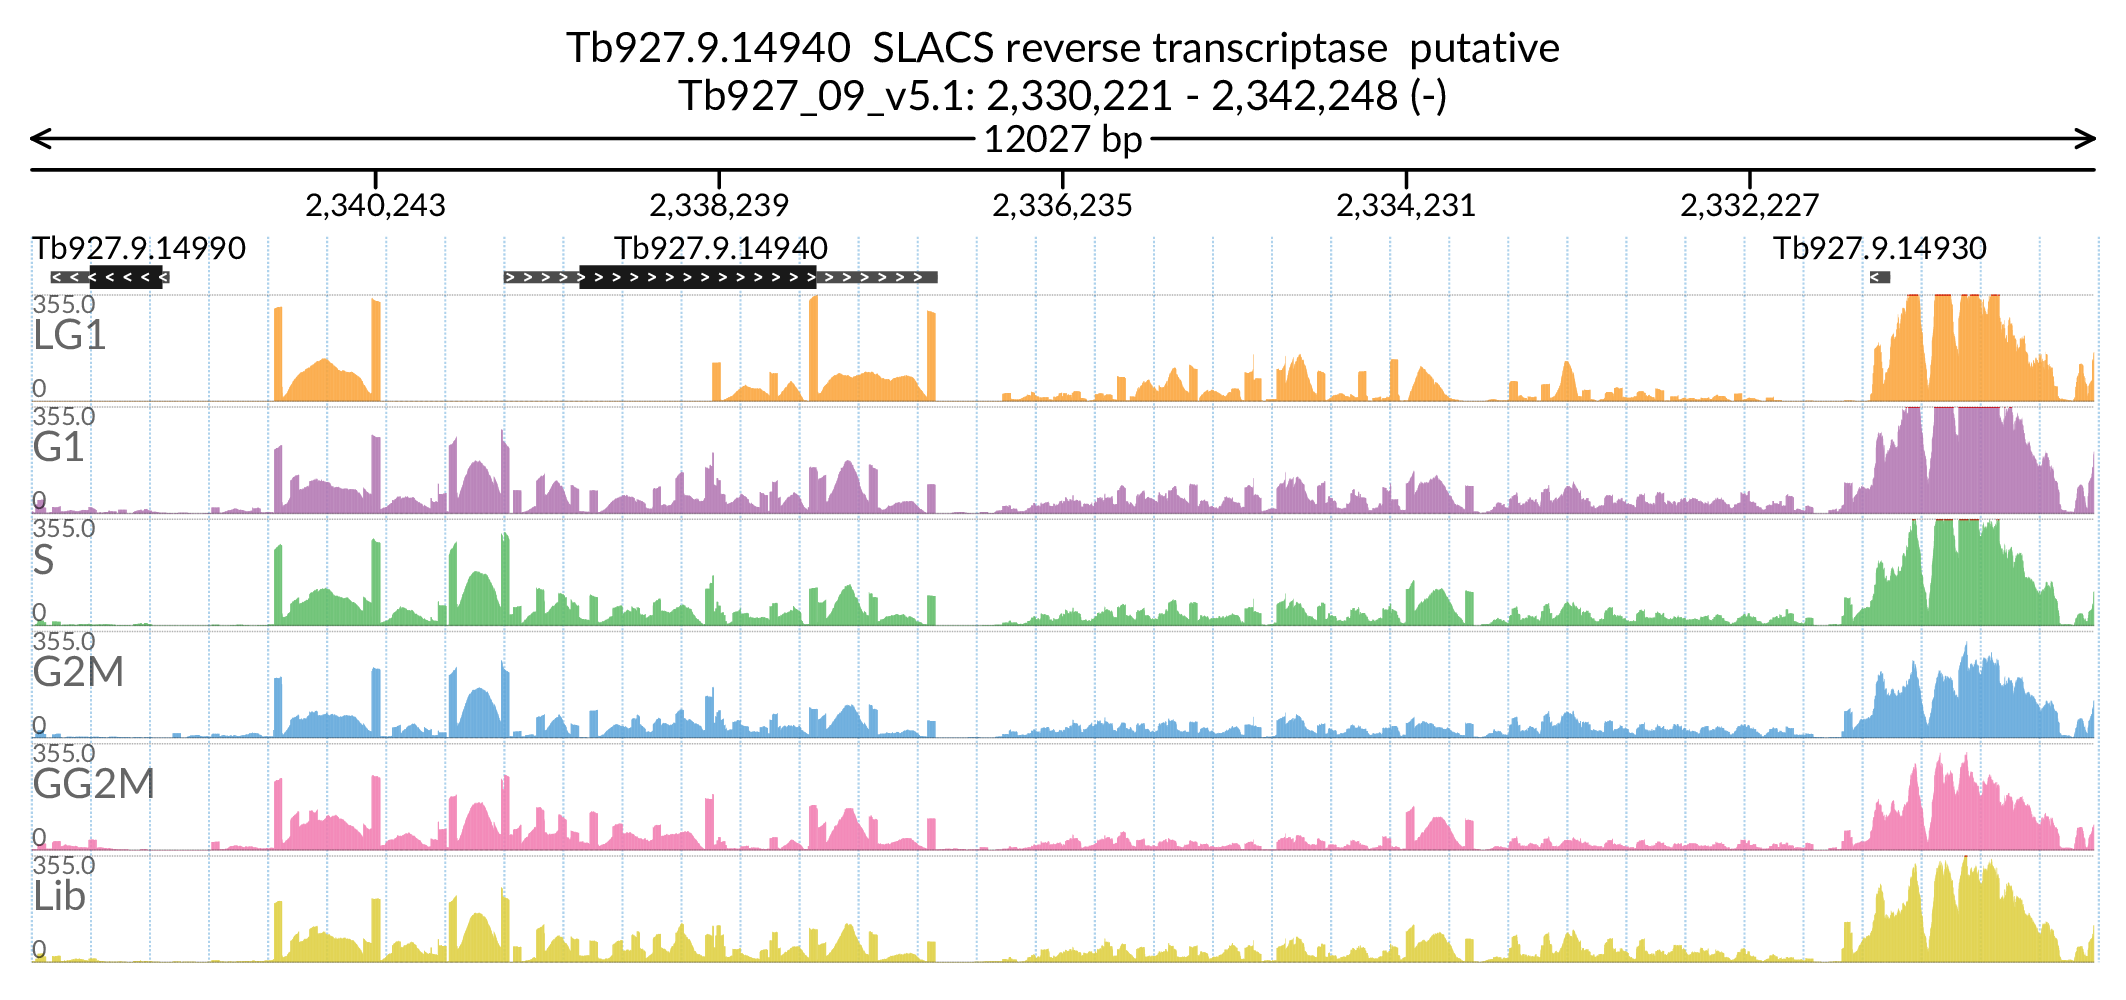 Tb927.9.14940  SLACS reverse transcriptase  putative
Tb927_09_v5.1: 2,330,221 - 2,342,248 (-)
12027 bp
2,340,243 2,338,239 2,336,235 2,334,231 2,332,227
Tb927.9.14990 Tb927.9.14940 Tb927.9.14930
355.0
LG1
0
355.0
G1
0
355.0
S
0
355.0
G2M
0
355.0
GG2M
0
355.0
Lib
0